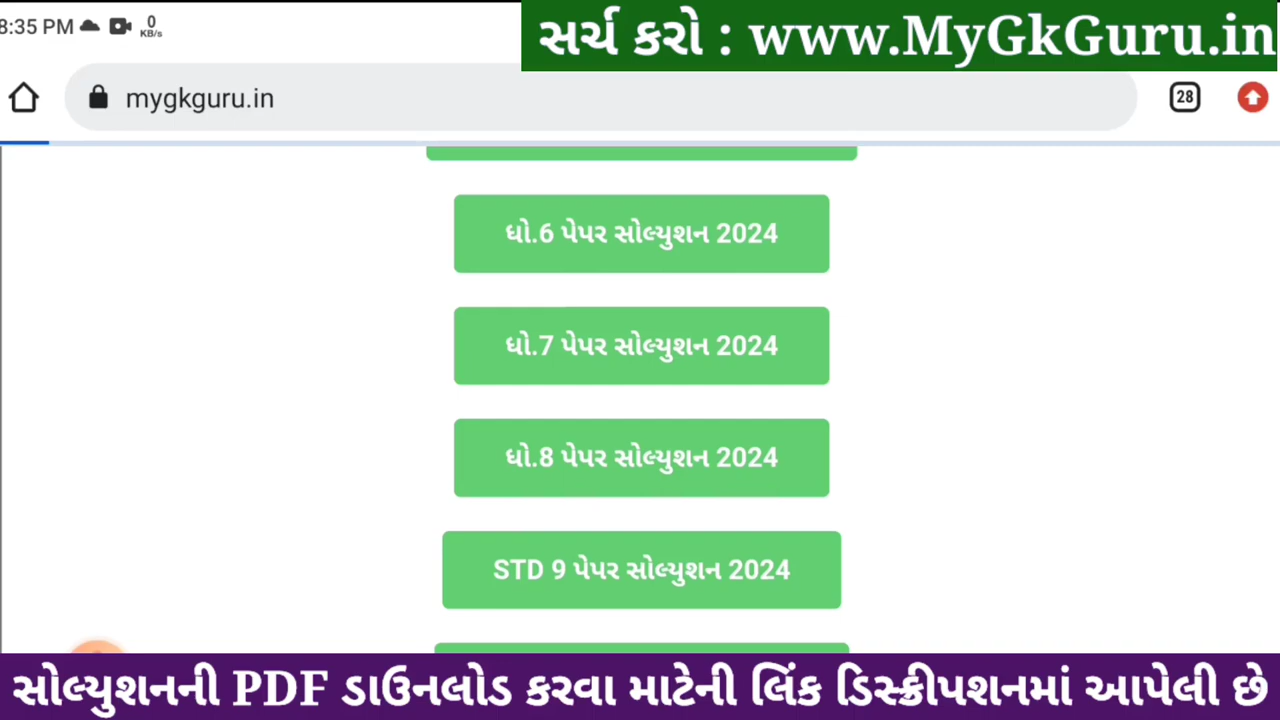 8:35 PM 0 KB/s
સર્ચ કરો : www.MyGkGuru.in
mygkguru.in
28
ધો.6 પેપર સોલ્યુશન 2024
ધો.7 પેપર સોલ્યુશન 2024
ધો.8 પેપર સોલ્યુશન 2024
STD 9 પેપર સોલ્યુશન 2024
સોલ્યુશનની PDF ડાઉનલોડ કરવા માટેની લિંક ડિસ્ક્રીપશનમાં આપેલી છે